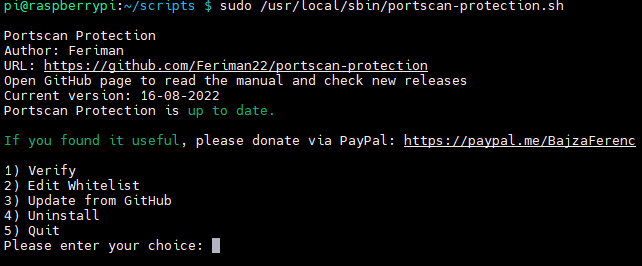 pi@raspberrypi:~/scripts $ sudo /usr/local/sbin/portscan-protection.sh
Portscan Protection
Author: Feriman
URL: https://github.com/Feriman22/portscan-protection
Open GitHub page to read the manual and check new releases
Current version: 16-08-2022
Portscan Protection is up to date.
If you found it useful, please donate via PayPal: https://paypal.me/BajzaFerenc
1) Verify
2) Edit Whitelist
3) Update from GitHub
4) Uninstall
5) Quit
Please enter your choice: